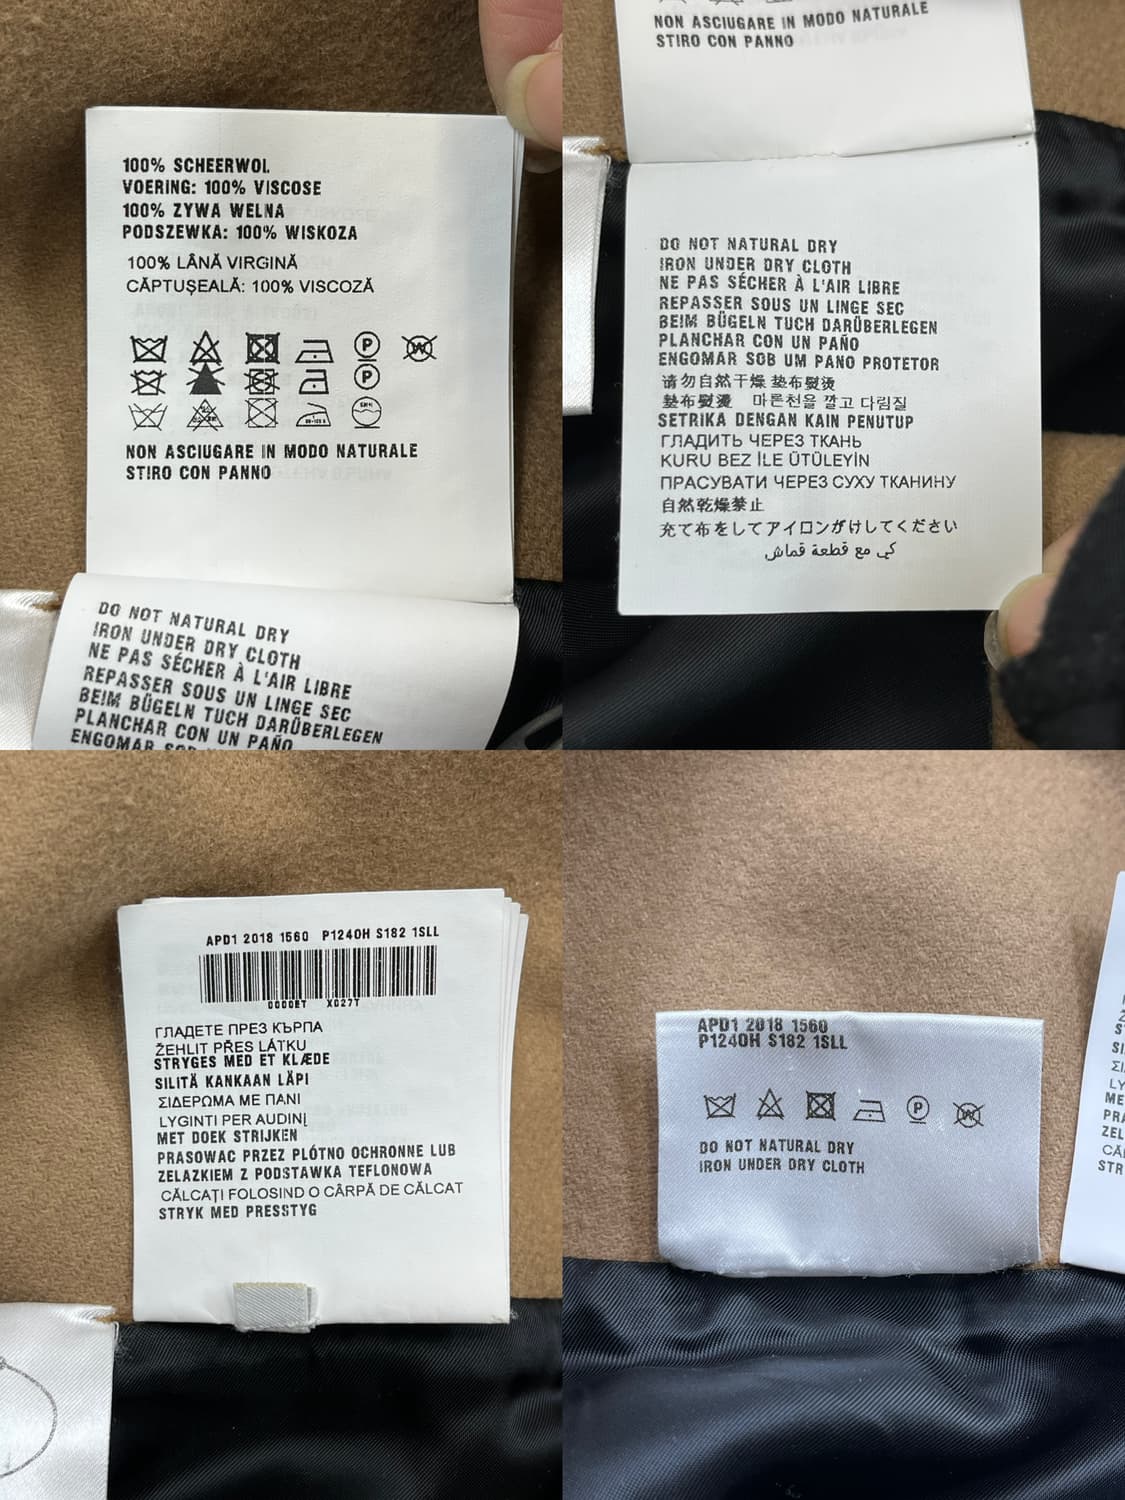 100% SCHEERWOL
VOERING: 100% VISCOSE
100% ZYWA WELNA
PODSZEWKA: 100% WISKOZA
100% LÂNĂ VIRGINĂ
CĂPTUȘEALĂ: 100% VISCOZĂ
P
W
P
NON ASCIUGARE IN MODO NATURALE
STIRO CON PANNO
DO NOT NATURAL DRY
IRON UNDER DRY CLOTH
NE PAS SÉCHER À L'AIR LIBRE
REPASSER SOUS UN LINGE SEC
BEIM BÜGELN TUCH DARÜBERLEGEN
PLANCHAR CON UN PAÑO
ENGOMAR SOB
NON ASCIUGARE IN MODO NATURALE
STIRO CON PANNO
DO NOT NATURAL DRY
IRON UNDER DRY CLOTH
NE PAS SÉCHER À L'AIR LIBRE
REPASSER SOUS UN LINGE SEC
BEIM BÜGELN TUCH DARÜBERLEGEN
PLANCHAR CON UN PAÑO
ENGOMAR SOB UM PANO PROTETOR
请勿自然干燥 垫布熨烫
墊布熨燙 마른천을 깔고 다림질
SETRIKA DENGAN KAIN PENUTUP
ГЛАДИТЬ ЧЕРЕЗ ТКАНЬ
KURU BEZ İLE ÜTÜLEYİN
ПРАСУВАТИ ЧЕРЕЗ СУХУ ТКАНИНУ
自然乾燥禁止
充て布をしてアイロンがけしてください
كي مع قطعة قماش
APD1 2018 1560 P1240H S182 1SLL
0000ET X027T
ГЛАДЕТЕ ПРЕЗ КЪРПА
ŽEHLIT PŘES LÁTKU
STRYGES MED ET KLÆDE
SILITÄ KANKAAN LÄPI
ΣΙΔΕΡΩΜΑ ΜΕ ΠΑΝΙ
LYGINTI PER AUDINĮ
MET DOEK STRIJKEN
PRASOWAC PRZEZ PLÓTNO OCHRONNE LUB
ZELAZKIEM Z PODSTAWKA TEFLONOWA
CĂLCAȚI FOLOSIND O CÂRPĂ DE CĂLCAT
STRYK MED PRESSTYG
APD1 2018 1560
P1240H S182 1SLL
P
W
DO NOT NATURAL DRY
IRON UNDER DRY CLOTH